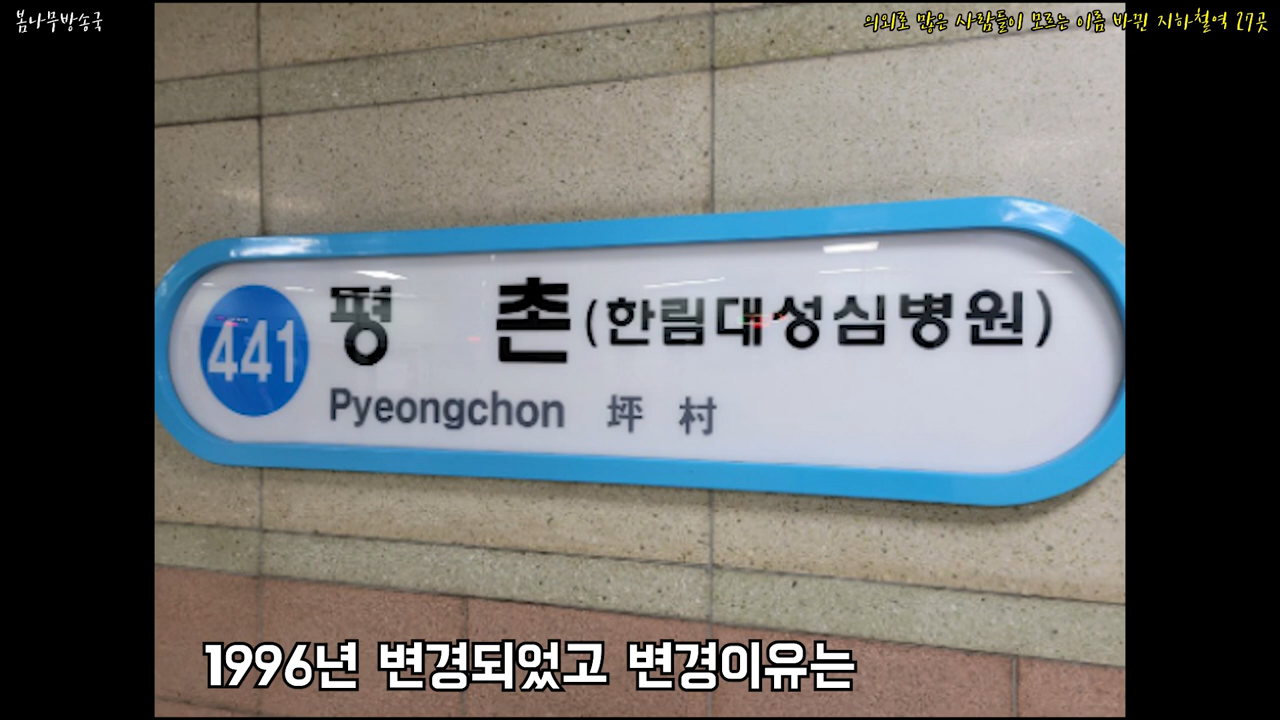 봄나무방송국
의외로 많은 사람들이 모르는 이름 바뀐 지하철역 27곳
441
평 촌 (한림대성심병원)
Pyeongchon 坪 村
1996년 변경되었고 변경이유는